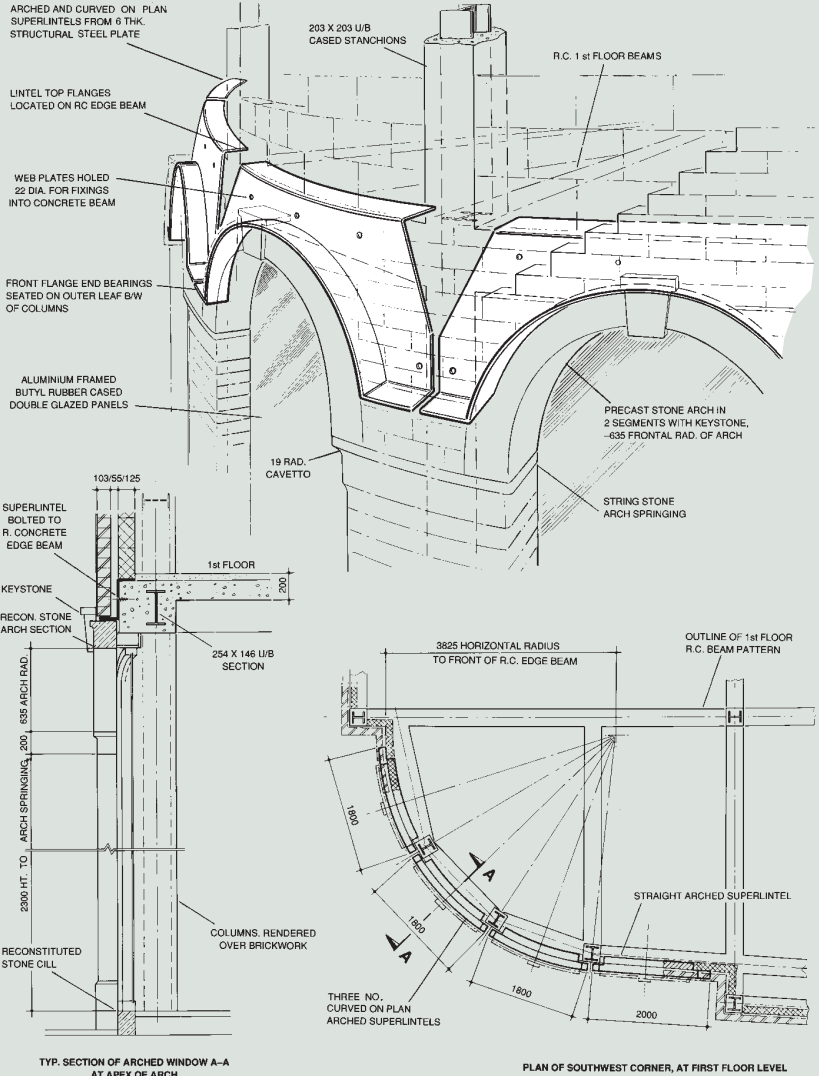 ARCHED AND CURVED ON PLAN
SUPERLINTELS FROM 6 THK.
STRUCTURAL STEEL PLATE
203 X 203 U/B
CASED STANCHIONS
R.C. 1 st FLOOR BEAMS
LINTEL TOP FLANGES
LOCATED ON RC EDGE BEAM
WEB PLATES HOLED
22 DIA. FOR FIXINGS
INTO CONCRETE BEAM
FRONT FLANGE END BEARINGS
SEATED ON OUTER LEAF B/W
OF COLUMNS
ALUMINIUM FRAMED
BUTYL RUBBER CASED
DOUBLE GLAZED PANELS
19 RAD.
CAVETTO
PRECAST STONE ARCH IN
2 SEGMENTS WITH KEYSTONE,
–635 FRONTAL RAD. OF ARCH
STRING STONE
ARCH SPRINGING
103/55/125
SUPERLINTEL
BOLTED TO
R. CONCRETE
EDGE BEAM
1st FLOOR
200
KEYSTONE
RECON. STONE
ARCH SECTION
254 X 146 U/B
SECTION
635 ARCH RAD.
200
2300 HT. TO ARCH SPRINGING
COLUMNS. RENDERED
OVER BRICKWORK
RECONSTITUTED
STONE CILL
TYP. SECTION OF ARCHED WINDOW A–A
AT APEX OF ARCH
3825 HORIZONTAL RADIUS
TO FRONT OF R.C. EDGE BEAM
OUTLINE OF 1st FLOOR
R.C. BEAM PATTERN
1800
A
STRAIGHT ARCHED SUPERLINTEL
1800
A
1800
2000
THREE NO.
CURVED ON PLAN
ARCHED SUPERLINTELS
PLAN OF SOUTHWEST CORNER, AT FIRST FLOOR LEVEL